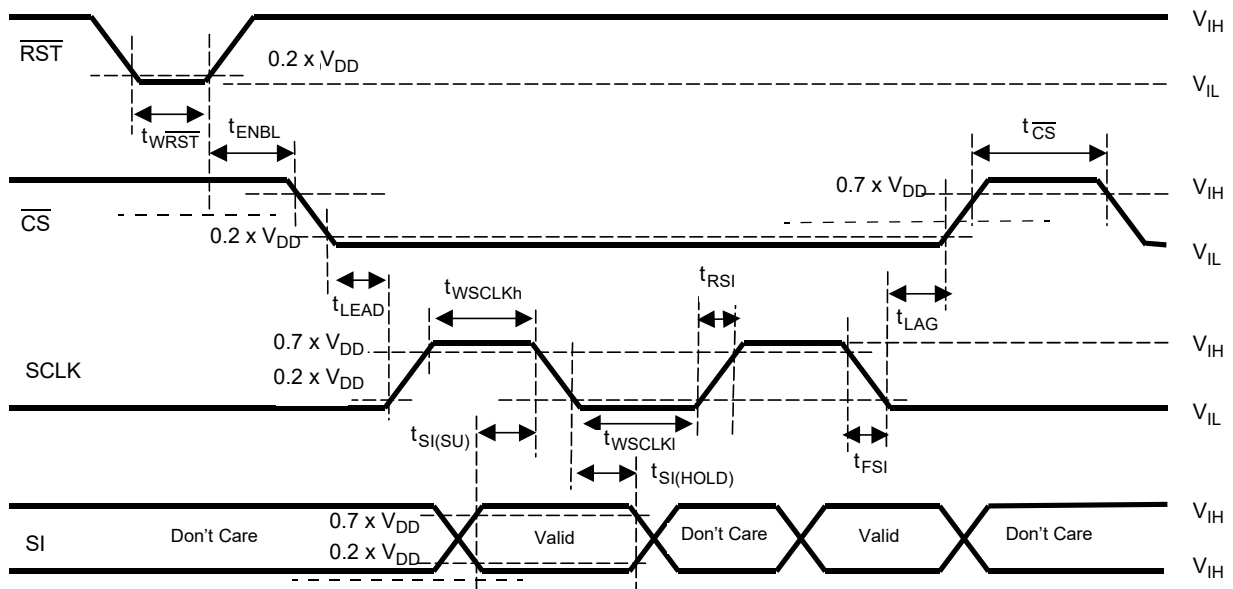 V_IH
RST
0.2 x V_DD
V_IL
t_WRST
t_ENBL
t_CS
0.7 x V_DD
V_IH
CS
0.2 x V_DD
V_IL
t_LEAD
t_WSCLKh
t_RSI
t_LAG
0.7 x V_DD
V_IH
SCLK
0.2 x V_DD
V_IL
t_SI(SU)
t_WSCLKl
t_FSI
t_SI(HOLD)
V_IH
SI
Don't Care
0.7 x V_DD
0.2 x V_DD
Valid
Don't Care
Valid
Don't Care
V_IH